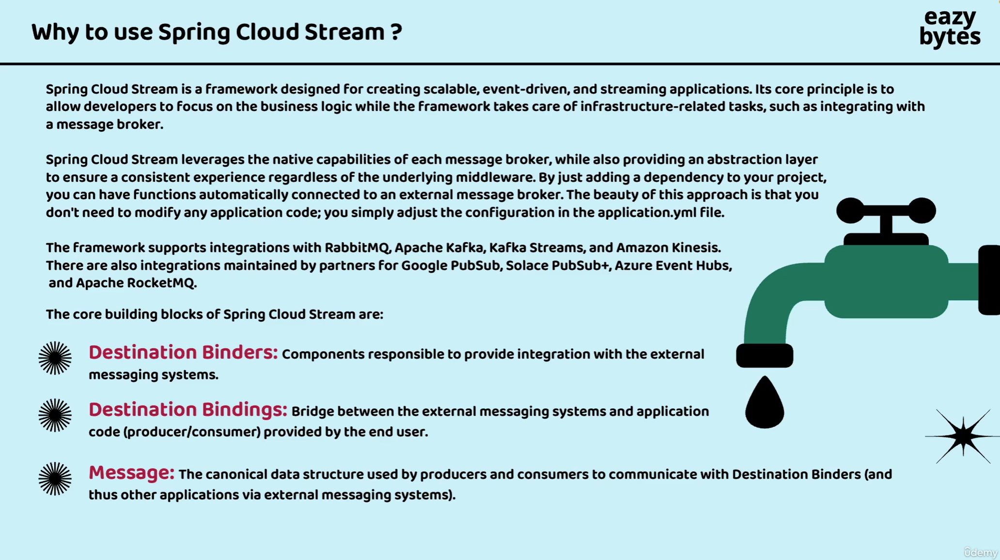 Why to use Spring Cloud Stream ?
eazy
bytes
Spring Cloud Stream is a framework designed for creating scalable, event-driven, and streaming applications. Its core principle is to
allow developers to focus on the business logic while the framework takes care of infrastructure-related tasks, such as integrating with
a message broker.
Spring Cloud Stream leverages the native capabilities of each message broker, while also providing an abstraction layer
to ensure a consistent experience regardless of the underlying middleware. By just adding a dependency to your project,
you can have functions automatically connected to an external message broker. The beauty of this approach is that you
don't need to modify any application code; you simply adjust the configuration in the application.yml file.
The framework supports integrations with RabbitMQ, Apache Kafka, Kafka Streams, and Amazon Kinesis.
There are also integrations maintained by partners for Google PubSub, Solace PubSub+, Azure Event Hubs,
and Apache RocketMQ.
The core building blocks of Spring Cloud Stream are:
Destination Binders: Components responsible to provide integration with the external
messaging systems.
Destination Bindings: Bridge between the external messaging systems and application
code (producer/consumer) provided by the end user.
Message: The canonical data structure used by producers and consumers to communicate with Destination Binders (and
thus other applications via external messaging systems).
ûdemy